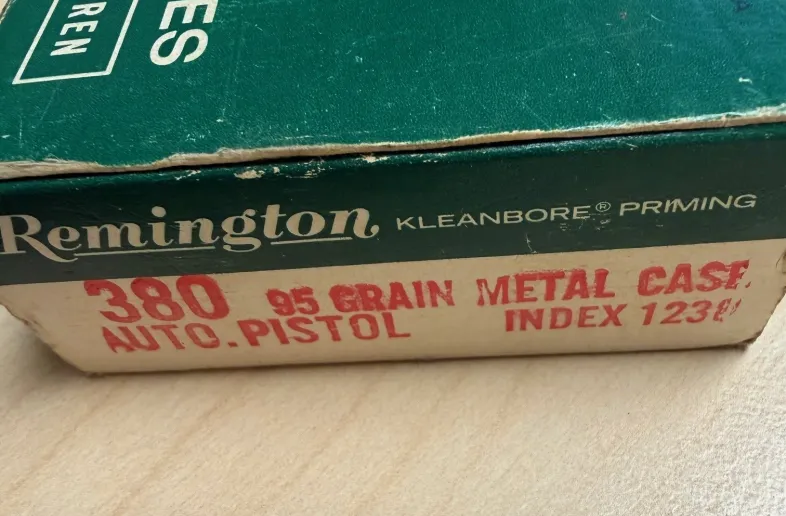 ES
REN
Remington KLEANBORE® PRIMING
380 95 GRAIN METAL CASE
AUTO. PISTOL INDEX